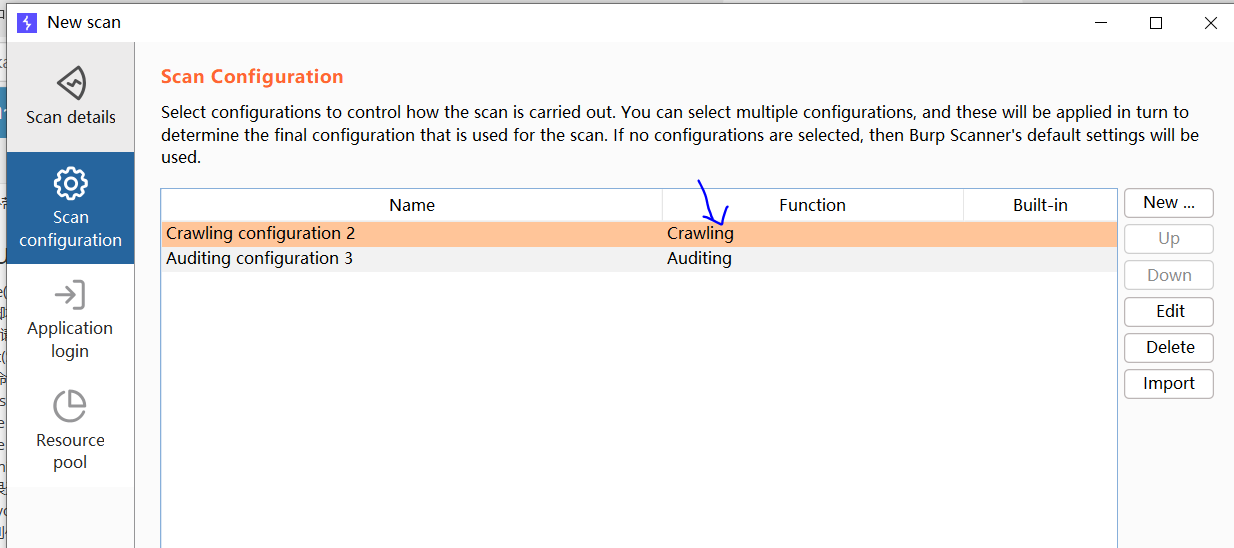 New scan
Scan details
Scan
configuration
Application
login
Resource
pool
Scan Configuration
Select configurations to control how the scan is carried out. You can select multiple configurations, and these will be applied in turn to
determine the final configuration that is used for the scan. If no configurations are selected, then Burp Scanner's default settings will be
used.
Name Function Built-in
Crawling configuration 2 Crawling
Auditing configuration 3 Auditing
New ...
Up
Down
Edit
Delete
Import